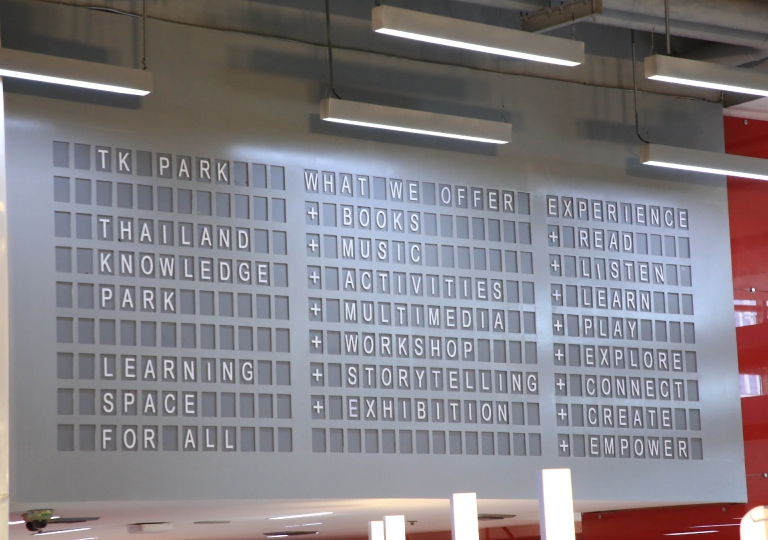 TK PARK
THAILAND
KNOWLEDGE
PARK
LEARNING
SPACE
FOR ALL
WHAT WE OFFER
+ BOOKS
+ MUSIC
+ ACTIVITIES
+ MULTIMEDIA
+ WORKSHOP
+ STORYTELLING
+ EXHIBITION
EXPERIENCE
+ READ
+ LISTEN
+ LEARN
+ PLAY
+ EXPLORE
+ CONNECT
+ CREATE
+ EMPOWER